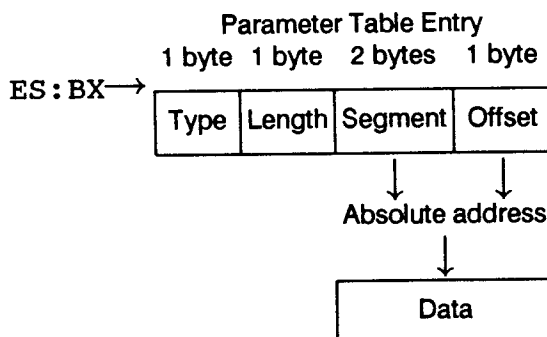 Parameter Table Entry
1 byte 1 byte 2 bytes 1 byte
ES:BX
Type Length Segment Offset
Absolute address
Data